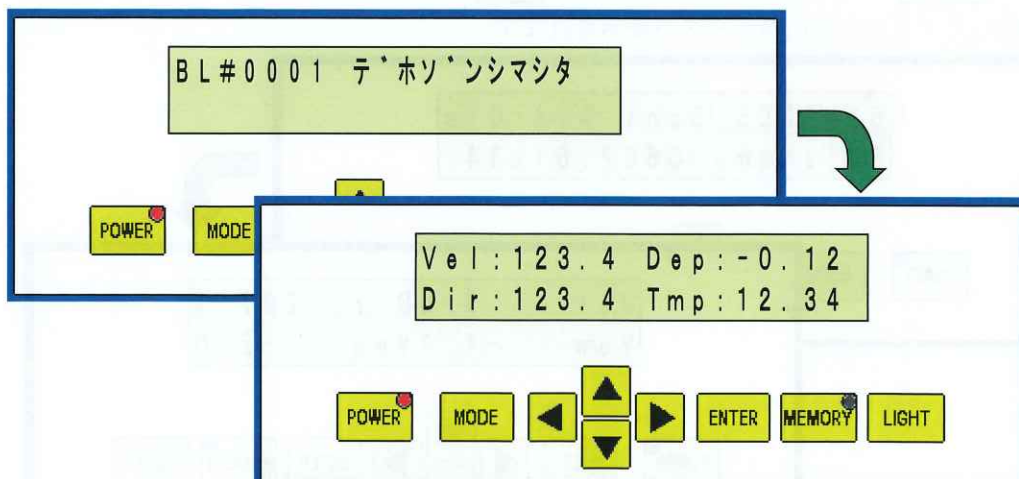 BL#0001 デホゾンシマシタ
POWER MODE
Vel:123.4 Dep:-0.12
Dir:123.4 Tmp:12.34
POWER MODE ENTER MEMORY LIGHT